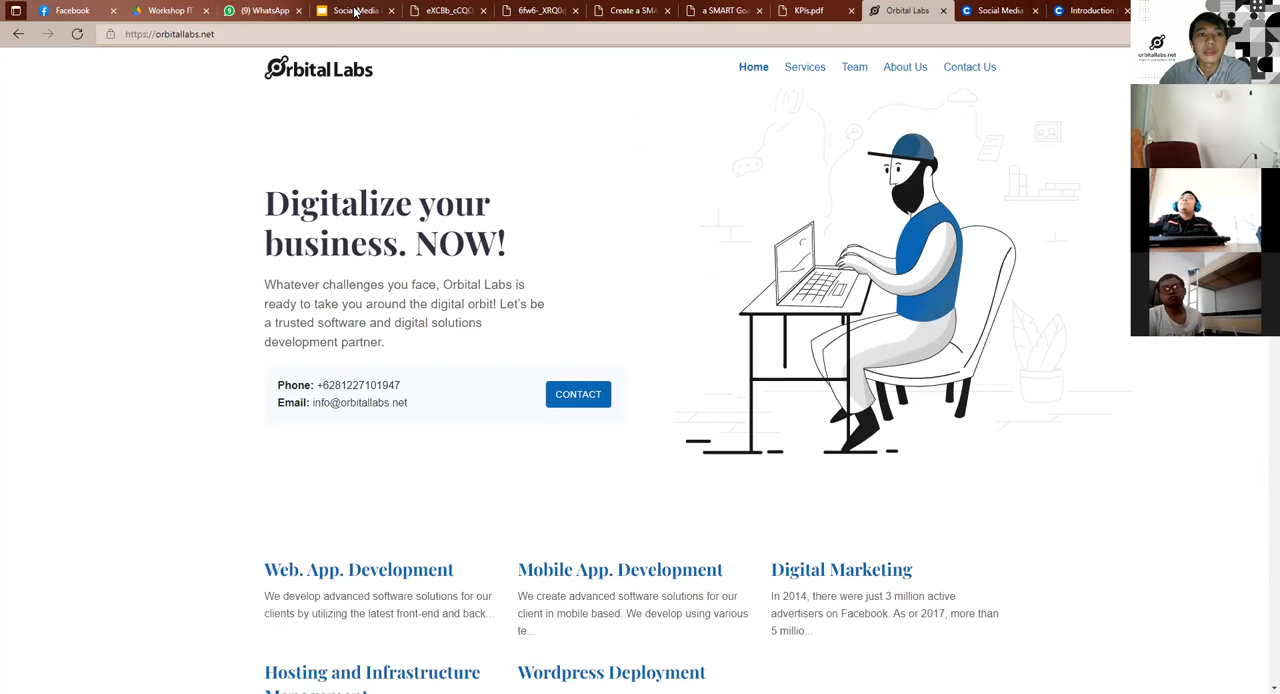 Facebook
Workshop IT
(9) WhatsApp
Social Media
eXCBb_cCQC
6fw6-_XRQ0q
Create a SMA
a SMART Goa
KPIs.pdf
Orbital Labs
Social Media
Introduction
https://orbitallabs.net
Orbital Labs
Home
Services
Team
About Us
Contact Us
orbitallabs.net
Digitalize your
business. NOW!
Whatever challenges you face, Orbital Labs is
ready to take you around the digital orbit! Let's be
a trusted software and digital solutions
development partner.
Phone: +6281227101947
Email: info@orbitallabs.net
CONTACT
Web. App. Development
We develop advanced software solutions for our
clients by utilizing the latest front-end and back...
Mobile App. Development
We create advanced software solutions for our
client in mobile based. We develop using various
te...
Digital Marketing
In 2014, there were just 3 million active
advertisers on Facebook. As or 2017, more than
5 millio...
Hosting and Infrastructure
Management
Wordpress Deployment